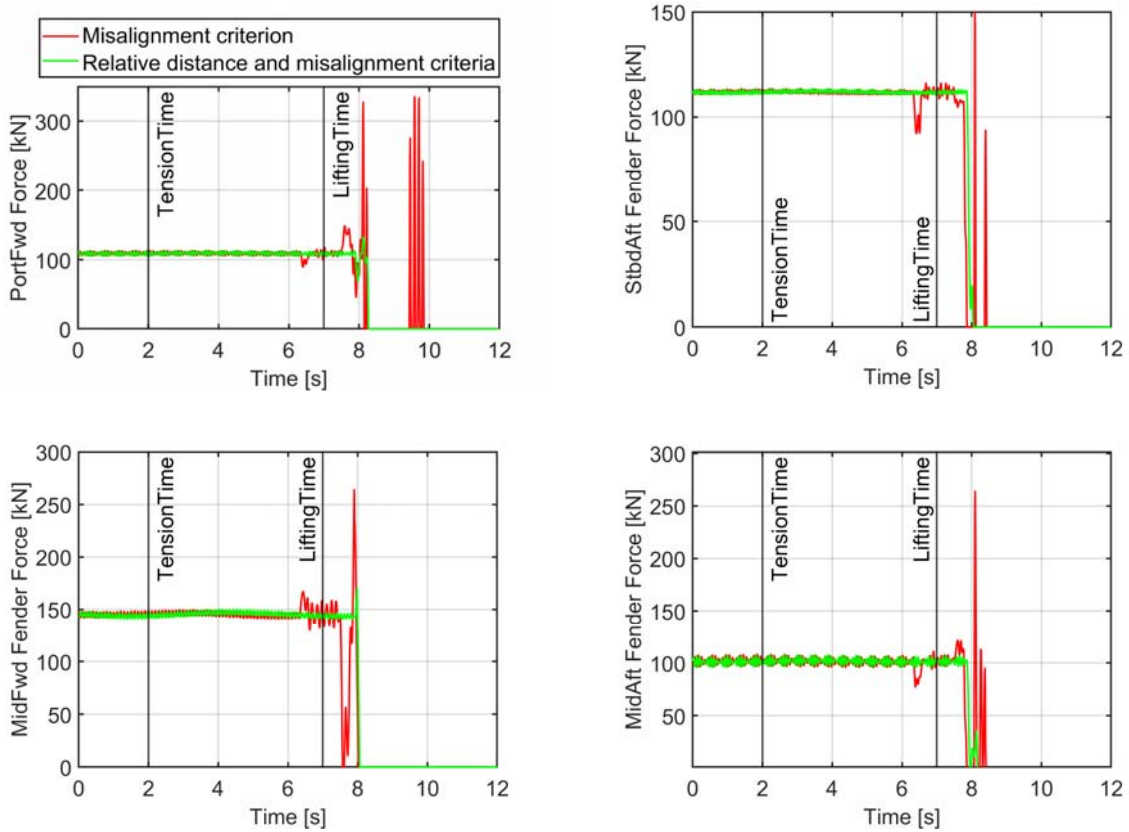 Misalignment criterion
Relative distance and misalignment criteria
PortFwd Force [kN]
300
200
100
0
TensionTime
LiftingTime
0 2 4 6 8 10 12
Time [s]
StbdAft Fender Force [kN]
150
100
50
0
TensionTime
LiftingTime
0 2 4 6 8 10 12
Time [s]
MidFwd Fender Force [kN]
300
250
200
150
100
50
0
TensionTime
LiftingTime
0 2 4 6 8 10 12
Time [s]
MidAft Fender Force [kN]
300
250
200
150
100
50
TensionTime
LiftingTime
0 2 4 6 8 10 12
Time [s]